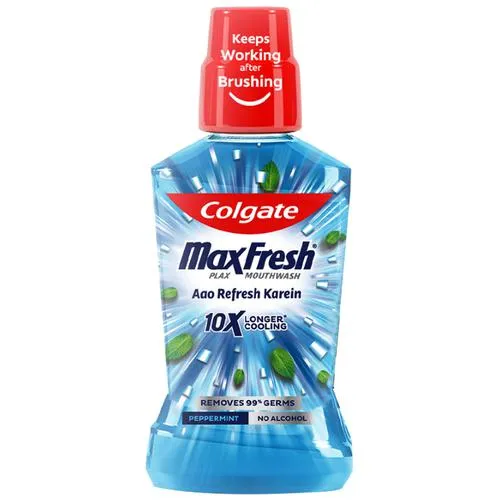 Keeps
Working
after
Brushing
Colgate
MaxFresh®
PLAX MOUTHWASH
Aao Refresh Karein
10X LONGER*
COOLING
REMOVES 99% GERMS
PEPPERMINT NO ALCOHOL